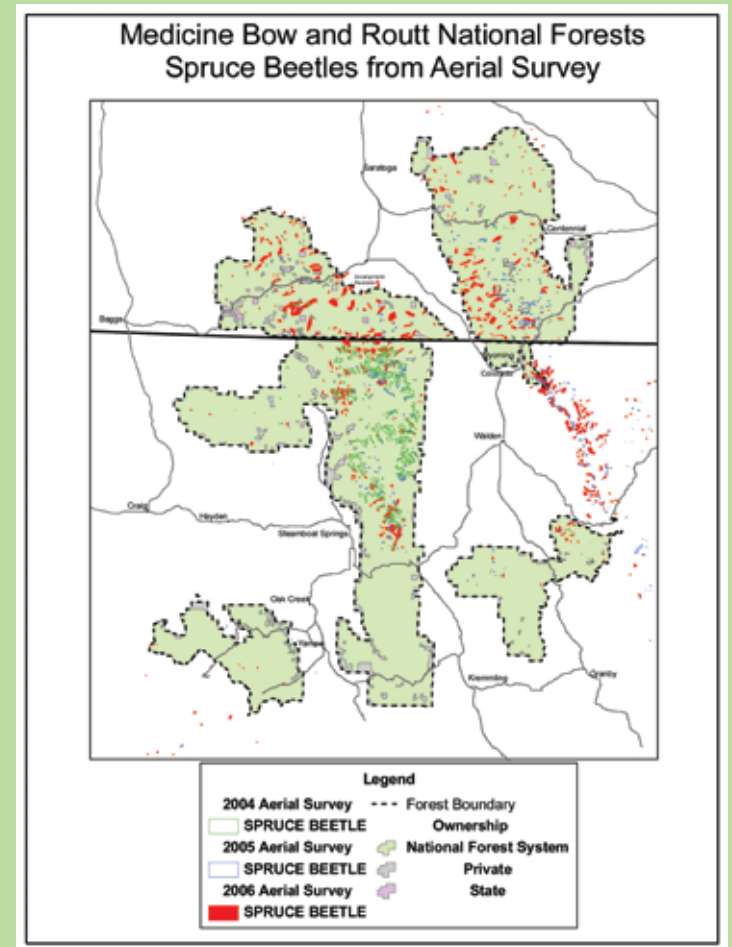 Medicine Bow and Routt National Forests
Spruce Beetles from Aerial Survey
Saratoga
Centennial
Baggs
Wyoming
Walden
Craig
Hayden
Steamboat Springs
Oak Creek
Yampa
Kremmling
Granby
Legend
2004 Aerial Survey
Forest Boundary
SPRUCE BEETLE
Ownership
2005 Aerial Survey
National Forest System
SPRUCE BEETLE
Private
2006 Aerial Survey
State
SPRUCE BEETLE